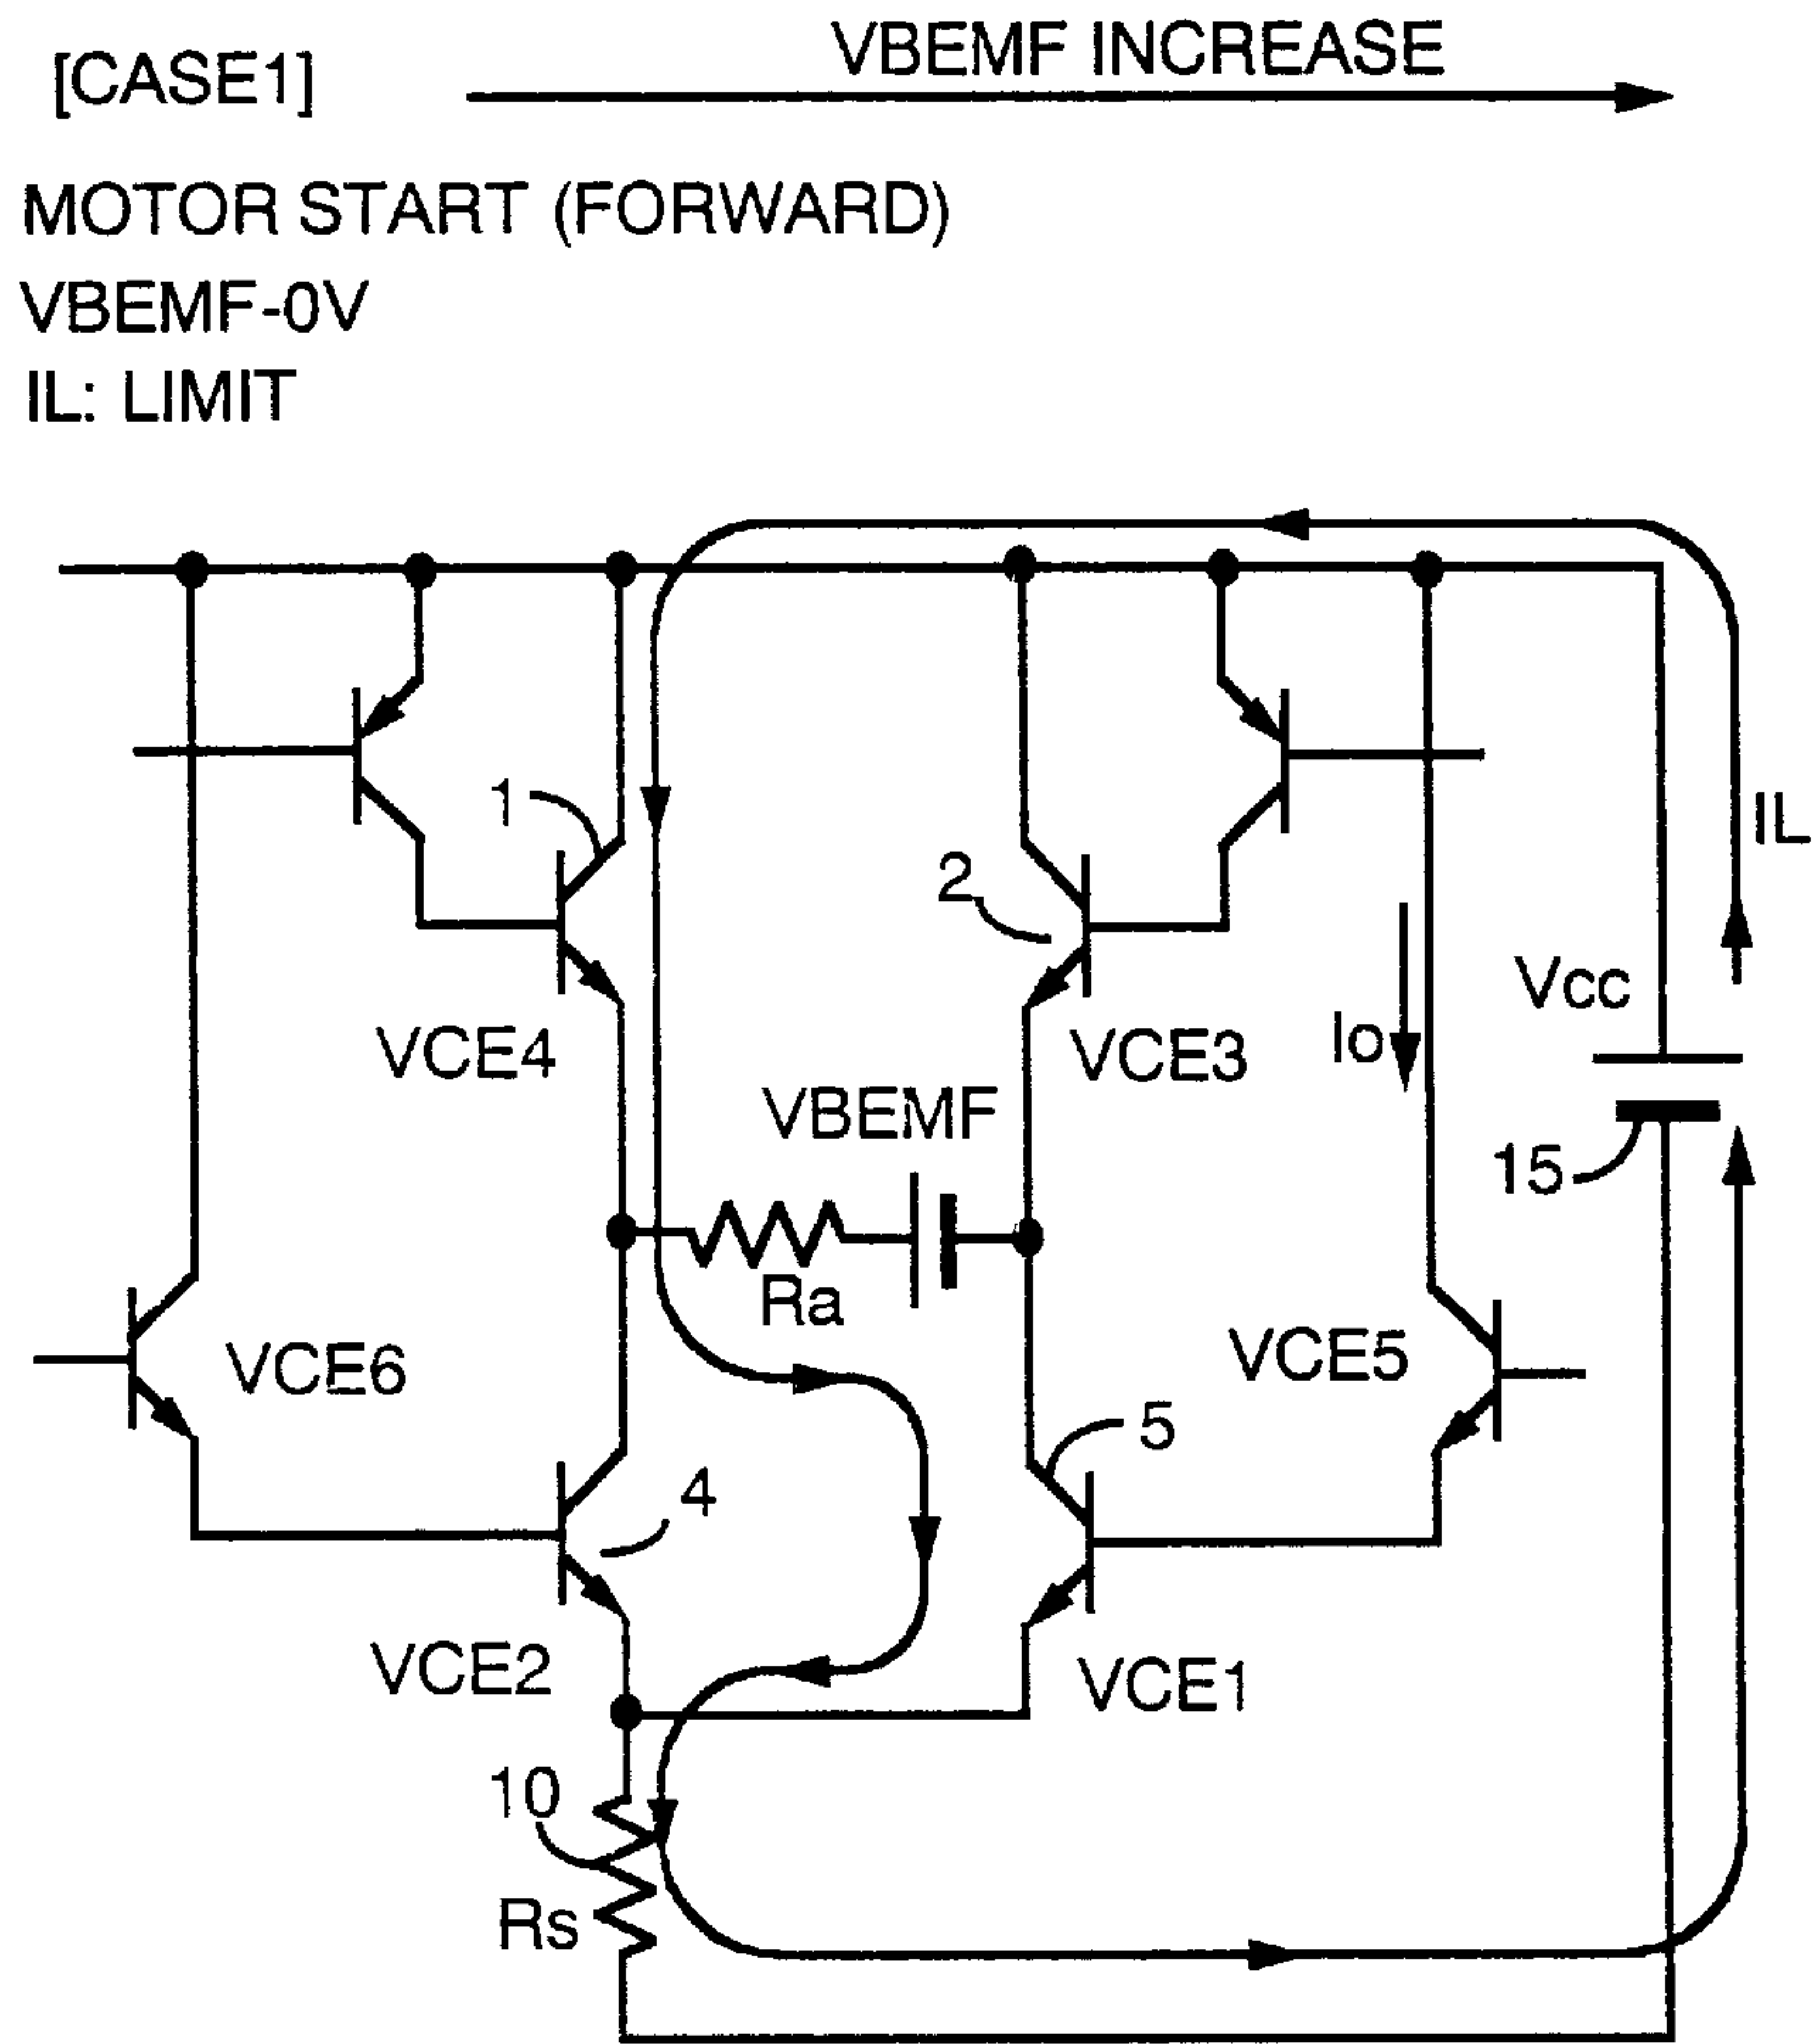 [CASE1]
VBEMF INCREASE
MOTOR START (FORWARD)
VBEMF-0V
IL: LIMIT
1
2
IL
Vcc
VCE4
VCE3
Io
VBEMF
15
Ra
VCE6
VCE5
5
4
VCE2
VCE1
10
Rs